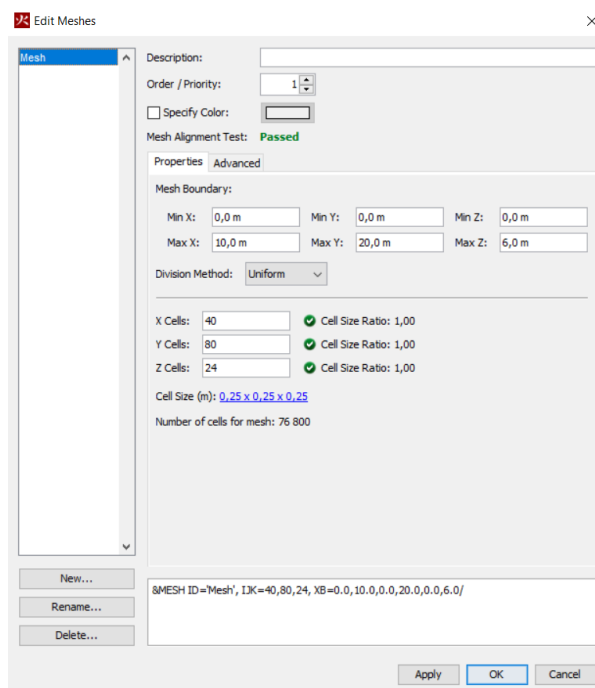 Edit Meshes
Mesh
Description:
Order / Priority: 1
Specify Color:
Mesh Alignment Test: Passed
Properties Advanced
Mesh Boundary:
Min X: 0,0 m Min Y: 0,0 m Min Z: 0,0 m
Max X: 10,0 m Max Y: 20,0 m Max Z: 6,0 m
Division Method: Uniform
X Cells: 40 Cell Size Ratio: 1,00
Y Cells: 80 Cell Size Ratio: 1,00
Z Cells: 24 Cell Size Ratio: 1,00
Cell Size (m): 0,25 x 0,25 x 0,25
Number of cells for mesh: 76 800
New...
Rename...
Delete...
&MESH ID='Mesh', IJK=40,80,24, XB=0.0,10.0,0.0,20.0,0.0,6.0/
Apply OK Cancel